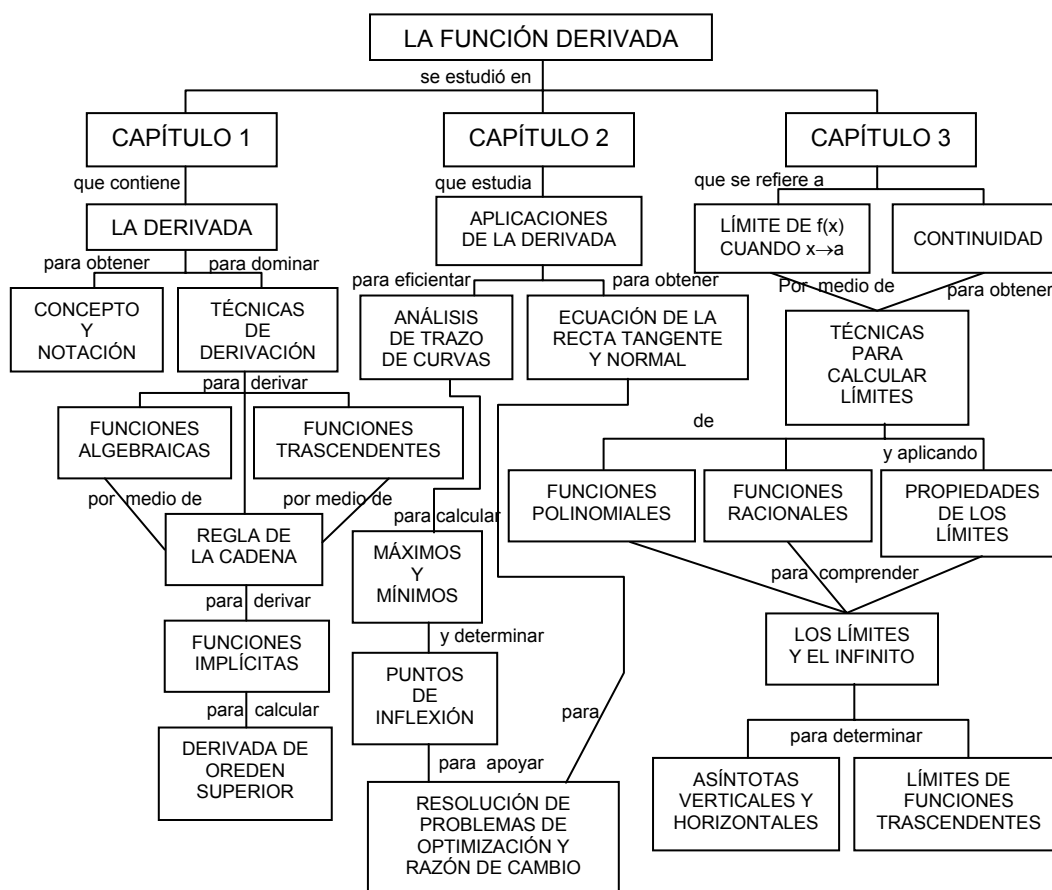 LA FUNCIÓN DERIVADA
se estudió en
CAPÍTULO 1
CAPÍTULO 2
CAPÍTULO 3
que contiene
que estudia
que se refiere a
LA DERIVADA
APLICACIONES
DE LA DERIVADA
LÍMITE DE f(x)
CUANDO x→a
CONTINUIDAD
para obtener
para dominar
para eficientar
para obtener
Por medio de
para obtener
CONCEPTO
Y
NOTACIÓN
TÉCNICAS
DE
DERIVACIÓN
ANÁLISIS
DE TRAZO
DE CURVAS
ECUACIÓN DE LA
RECTA TANGENTE
Y NORMAL
TÉCNICAS
PARA
CALCULAR
LÍMITES
para derivar
FUNCIONES
ALGEBRAICAS
FUNCIONES
TRASCENDENTES
de
y aplicando
por medio de
por medio de
FUNCIONES
POLINOMIALES
FUNCIONES
RACIONALES
PROPIEDADES
DE LOS
LÍMITES
REGLA DE
LA CADENA
para calcular
MÁXIMOS
Y
MÍNIMOS
para comprender
para derivar
y determinar
LOS LÍMITES
Y EL INFINITO
FUNCIONES
IMPLÍCITAS
PUNTOS
DE
INFLEXIÓN
para calcular
para
para determinar
DERIVADA DE
OREDEN
SUPERIOR
para apoyar
RESOLUCIÓN DE
PROBLEMAS DE
OPTIMIZACIÓN Y
RAZÓN DE CAMBIO
ASÍNTOTAS
VERTICALES Y
HORIZONTALES
LÍMITES DE
FUNCIONES
TRASCENDENTES